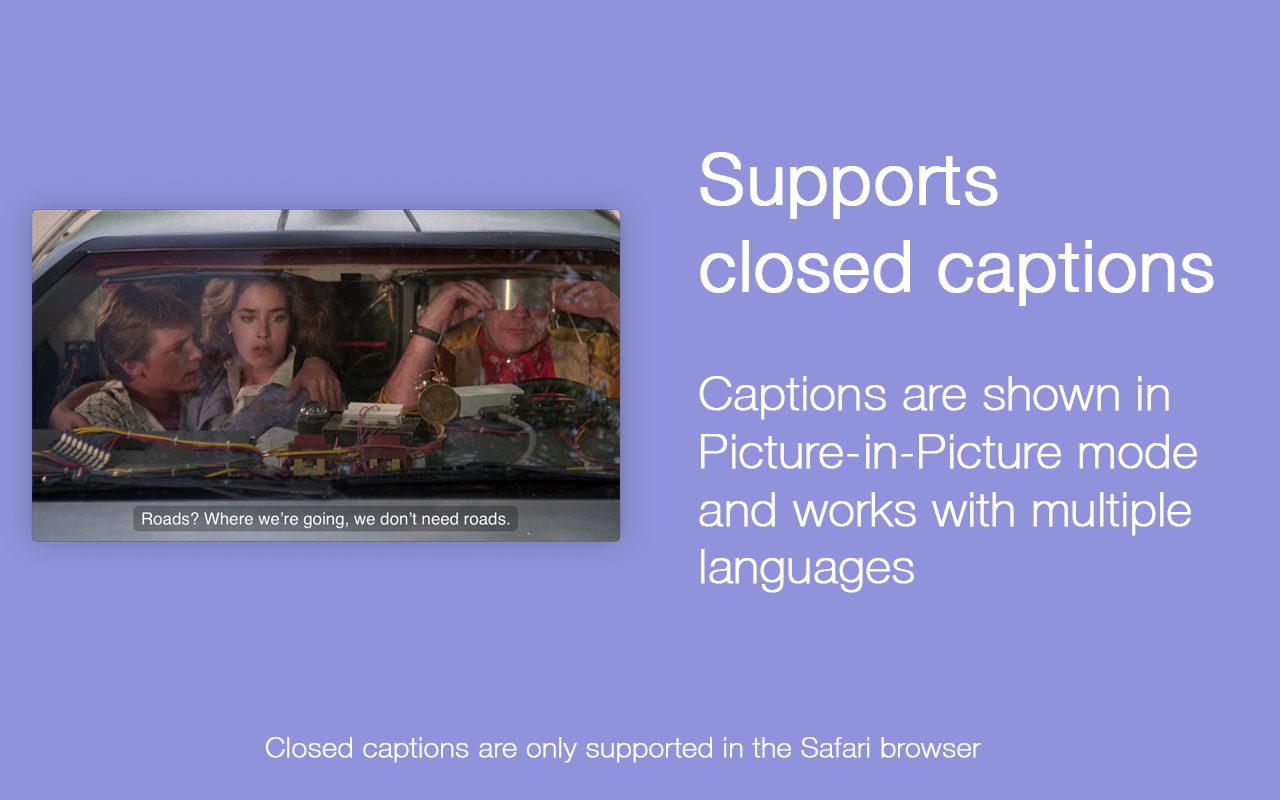 Supports
closed captions
Captions are shown in
Picture-in-Picture mode
and works with multiple
languages
Roads? Where we’re going, we don’t need roads.
Closed captions are only supported in the Safari browser